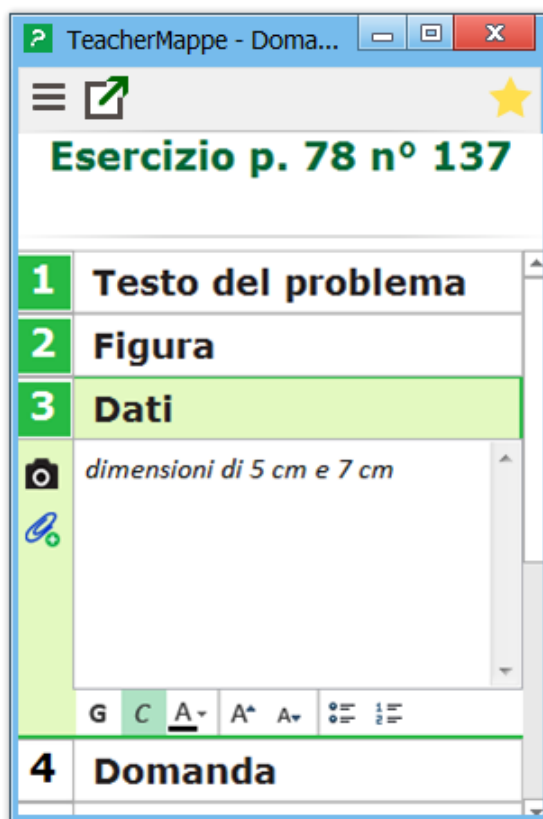 TeacherMappe - Doma...
Esercizio p. 78 n° 137
1 Testo del problema
2 Figura
3 Dati
dimensioni di 5 cm e 7 cm
G C A A A
4 Domanda